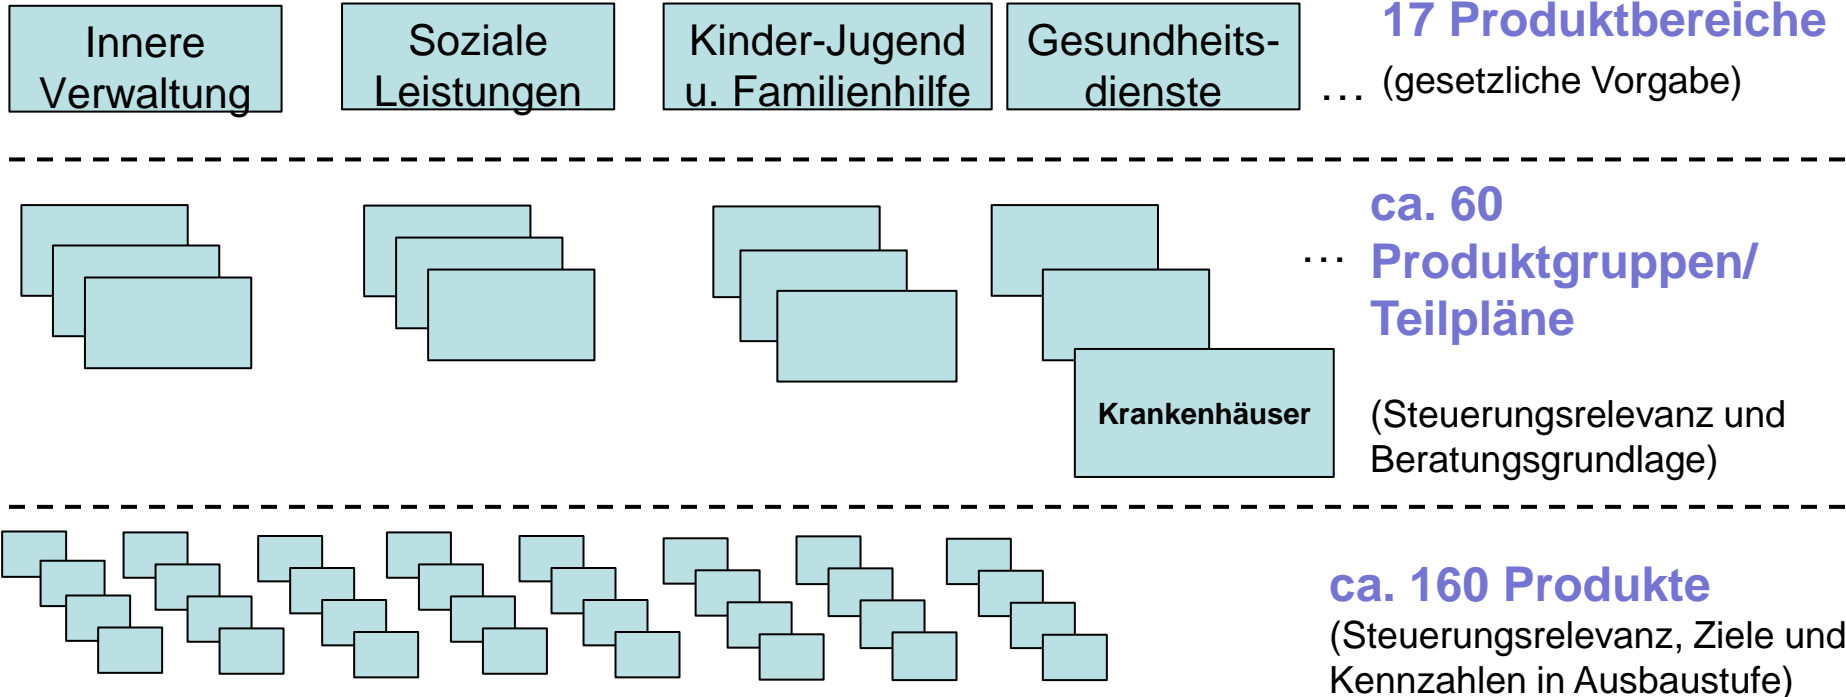 Innere
Verwaltung
Soziale
Leistungen
Kinder-Jugend
u. Familienhilfe
Gesundheits-
dienste
...
17 Produktbereiche
(gesetzliche Vorgabe)
...
ca. 60
Produktgruppen/
Teilpläne
Krankenhäuser
(Steuerungsrelevanz und
Beratungsgrundlage)
ca. 160 Produkte
(Steuerungsrelevanz, Ziele und
Kennzahlen in Ausbaustufe)